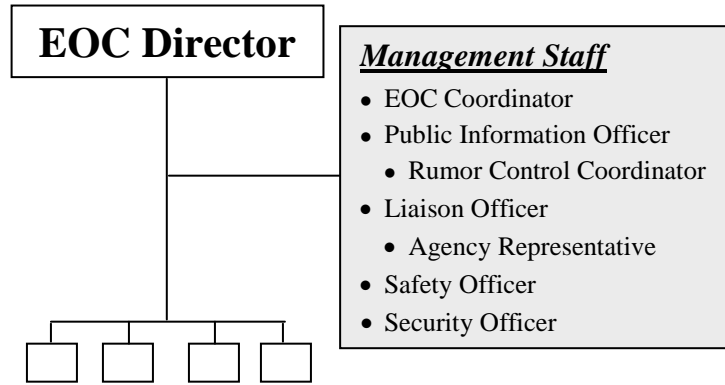 EOC Director
Management Staff
• EOC Coordinator
• Public Information Officer
• Rumor Control Coordinator
• Liaison Officer
• Agency Representative
• Safety Officer
• Security Officer